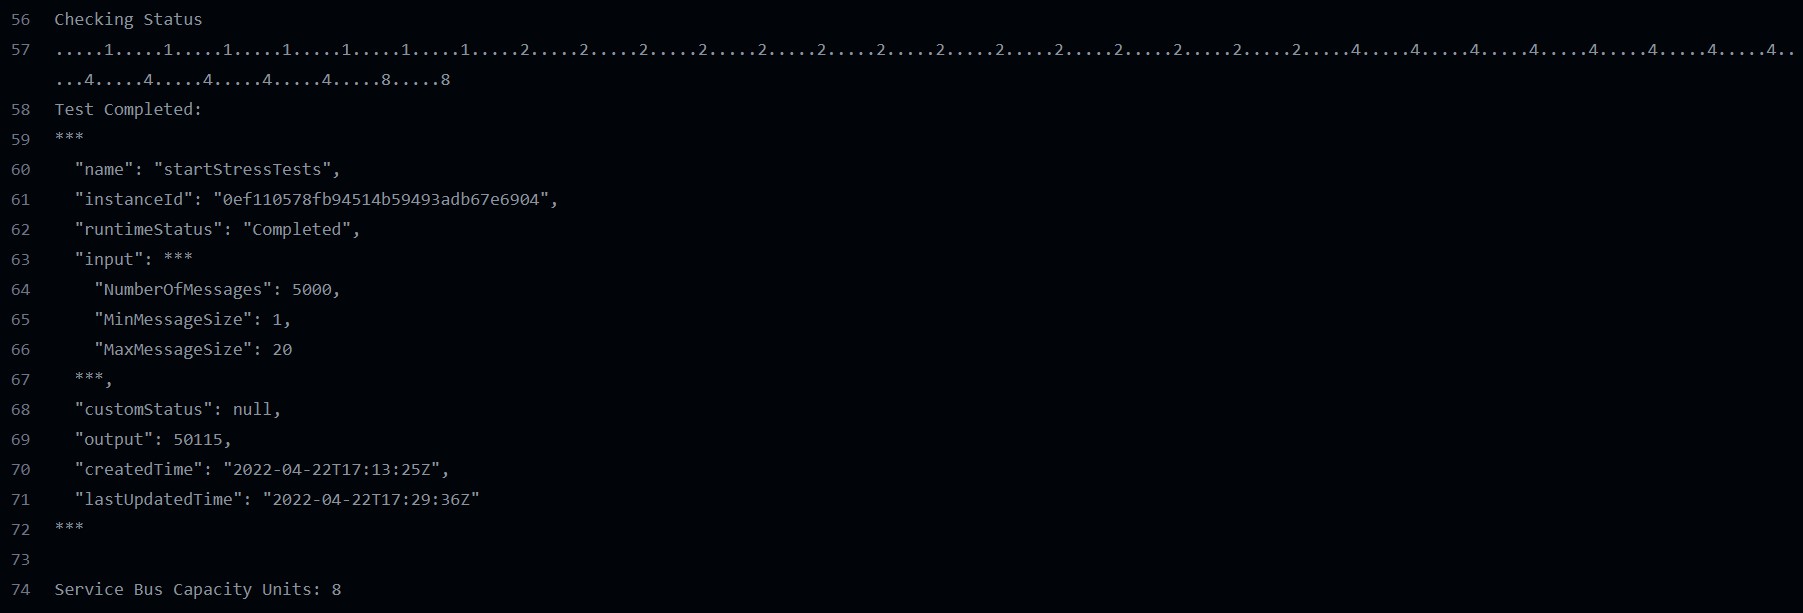 56 Checking Status
57 .....1.....1.....1.....1.....1.....1.....1.....2.....2.....2.....2.....2.....2.....2.....2.....2.....2.....2.....2.....2.....2.....4.....4.....4.....4.....4.....4.....4.....4..
...4.....4.....4.....4.....4.....8.....8
58 Test Completed:
59 ***
60 "name": "startStressTests",
61 "instanceId": "0ef110578fb94514b59493adb67e6904",
62 "runtimeStatus": "Completed",
63 "input": ***
64 "NumberOfMessages": 5000,
65 "MinMessageSize": 1,
66 "MaxMessageSize": 20
67 ***,
68 "customStatus": null,
69 "output": 50115,
70 "createdTime": "2022-04-22T17:13:25Z",
71 "lastUpdatedTime": "2022-04-22T17:29:36Z"
72 ***
73
74 Service Bus Capacity Units: 8